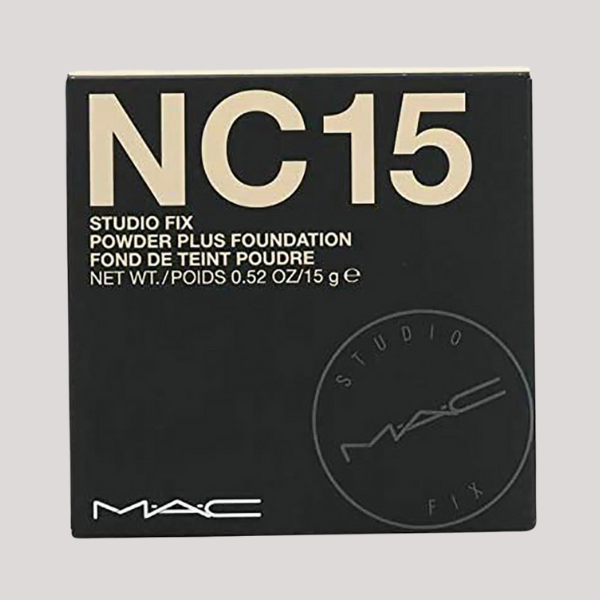 NC15
STUDIO FIX
POWDER PLUS FOUNDATION
FOND DE TEINT POUDRE
NET WT./POIDS 0.52 OZ/15 g ℮
STUDIO
M·A·C
FIX
M·A·C